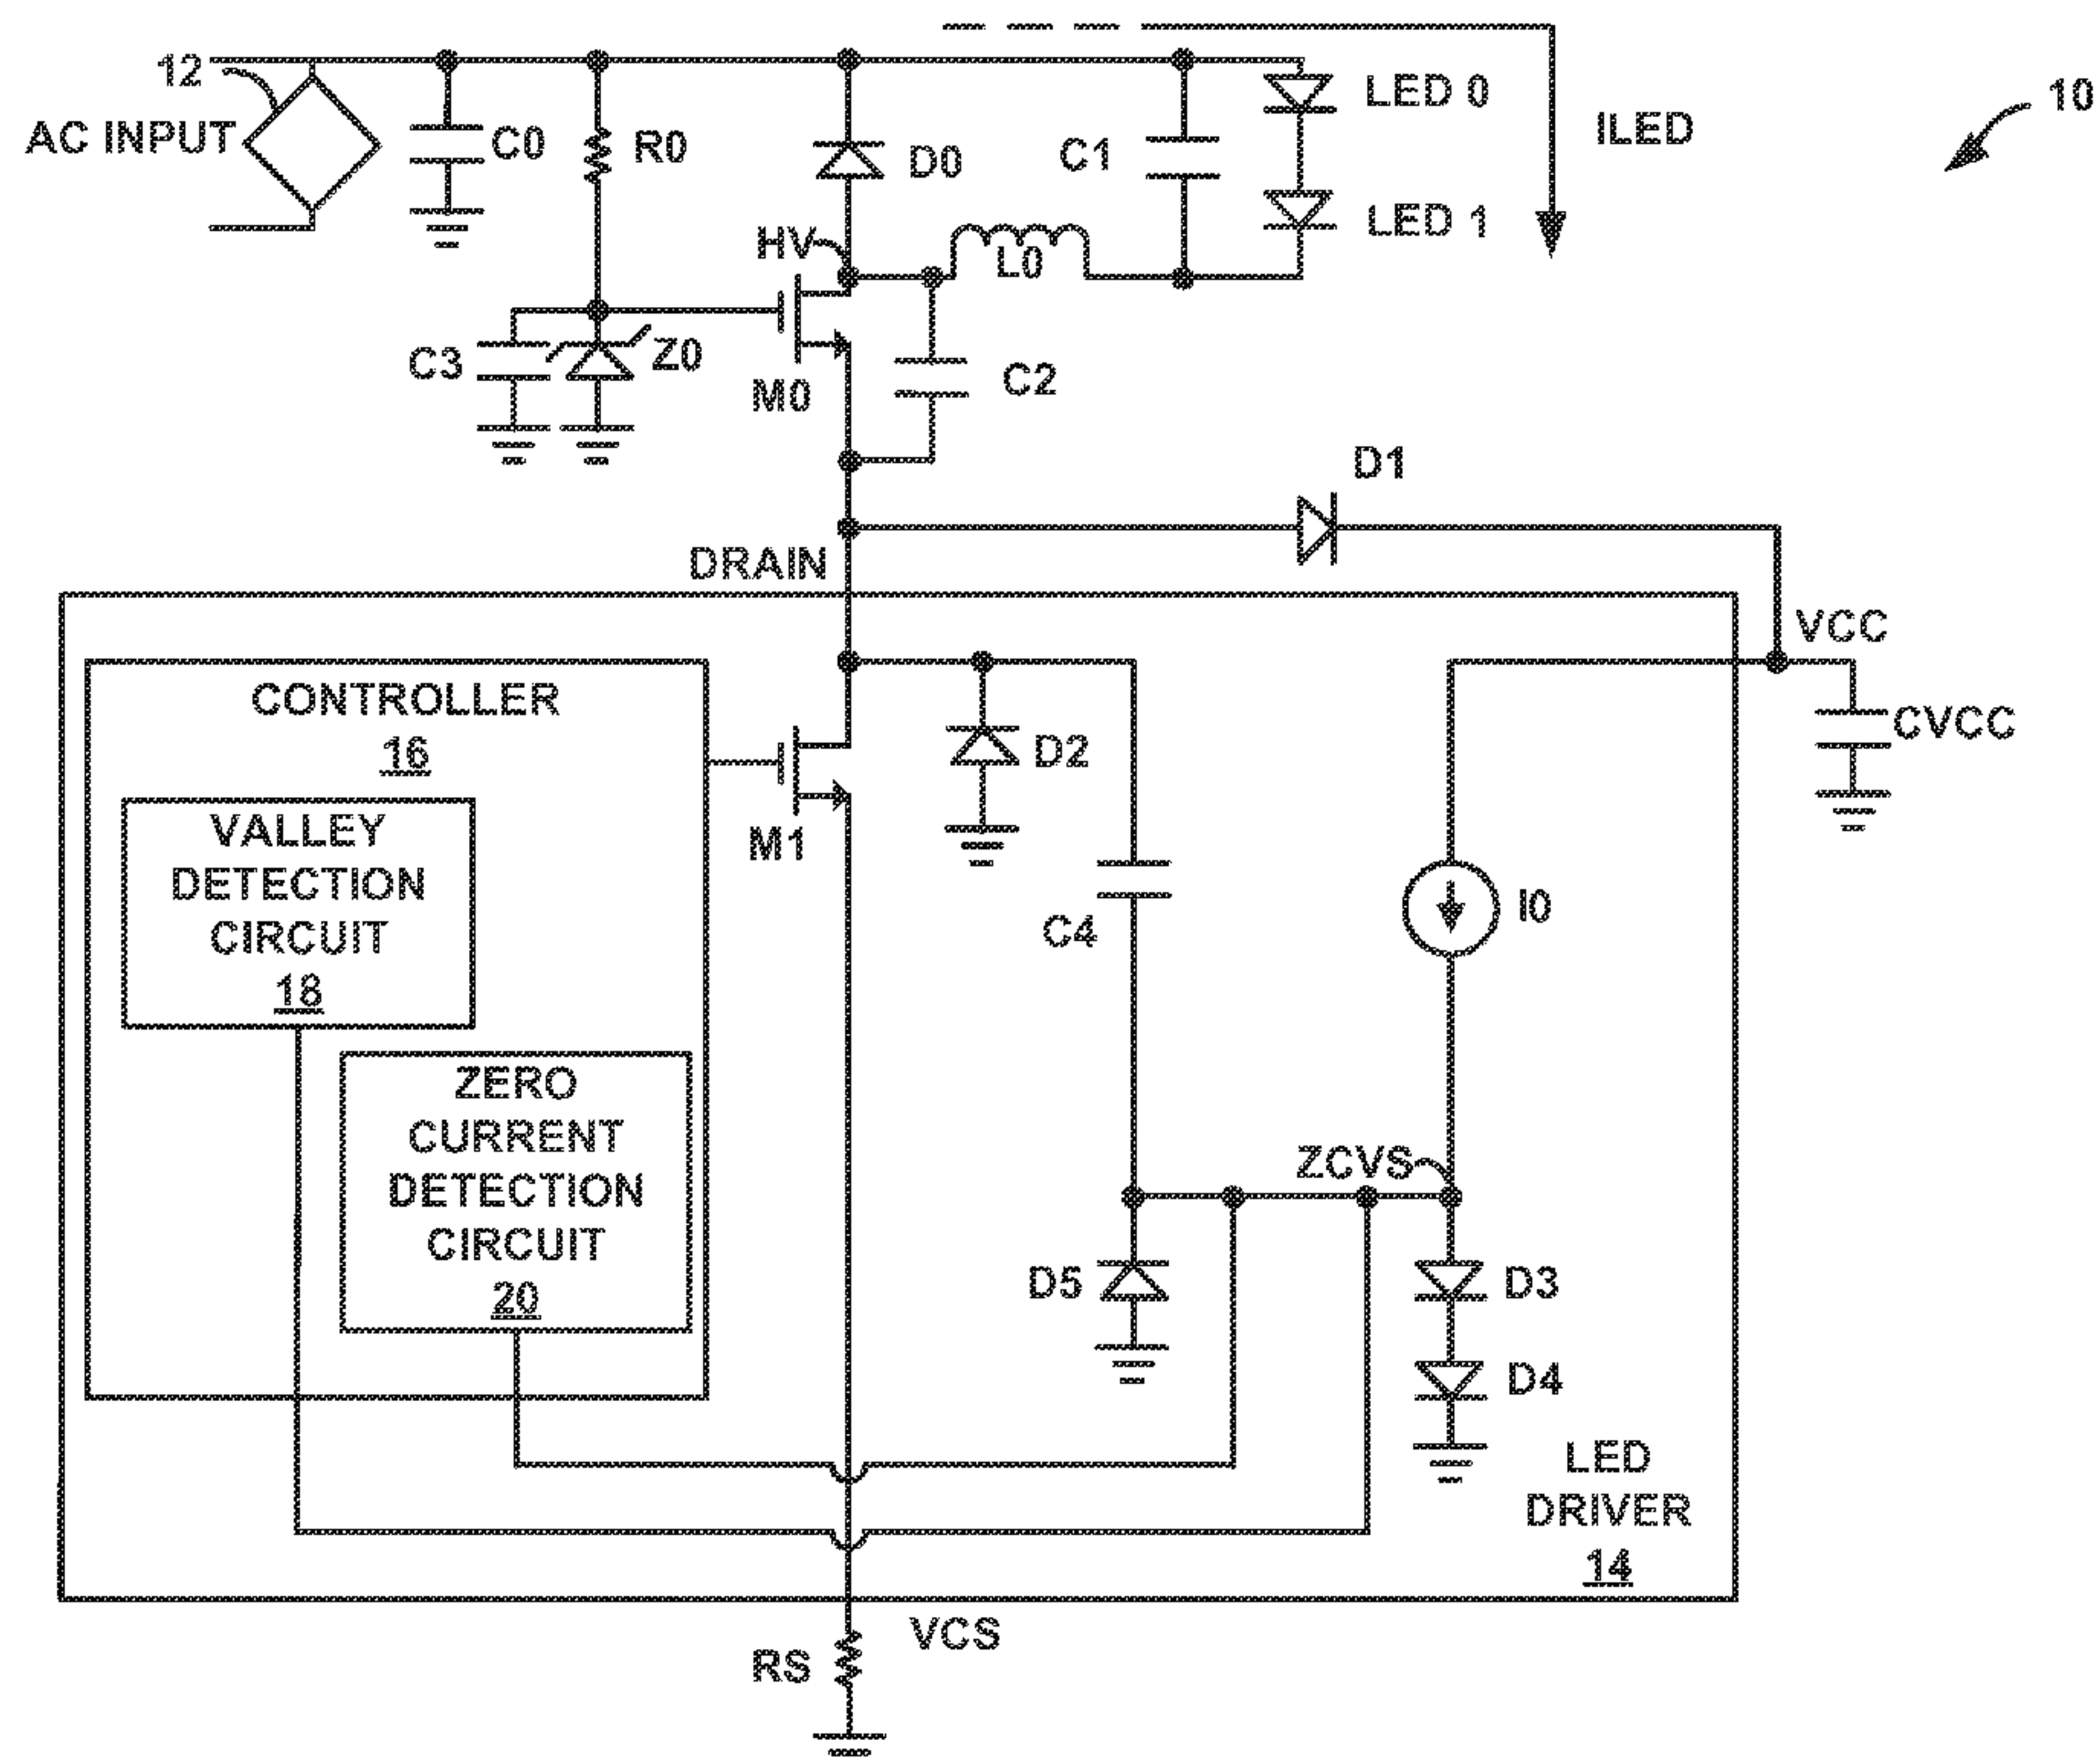 12
AC INPUT
C0
R0
D0
C1
LED 0
LED 1
ILED
10
HV
L0
C3
Z0
M0
C2
D1
DRAIN
VCC
CVCC
CONTROLLER
16
VALLEY
DETECTION
CIRCUIT
18
ZERO
CURRENT
DETECTION
CIRCUIT
20
M1
D2
C4
I0
ZCVS
D5
D3
D4
LED
DRIVER
14
VCS
RS